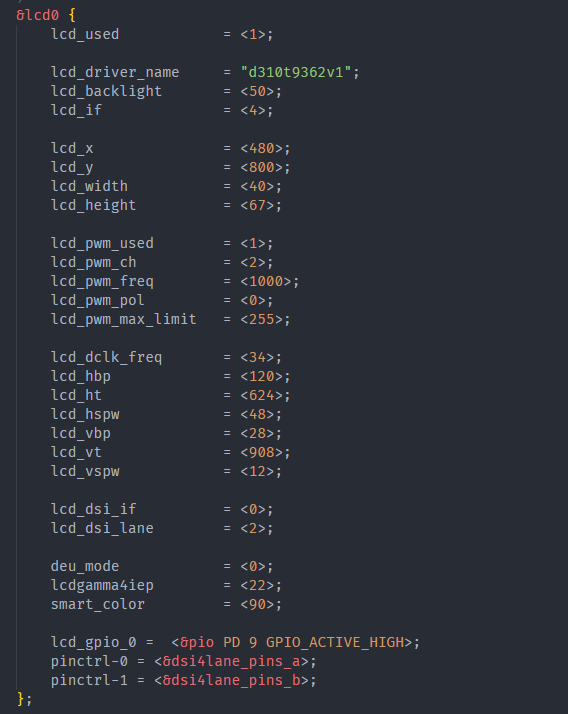 &lcd0 {
lcd_used = <1>;
lcd_driver_name = "d310t9362v1";
lcd_backlight = <50>;
lcd_if = <4>;
lcd_x = <480>;
lcd_y = <800>;
lcd_width = <40>;
lcd_height = <67>;
lcd_pwm_used = <1>;
lcd_pwm_ch = <2>;
lcd_pwm_freq = <1000>;
lcd_pwm_pol = <0>;
lcd_pwm_max_limit = <255>;
lcd_dclk_freq = <34>;
lcd_hbp = <120>;
lcd_ht = <624>;
lcd_hspw = <48>;
lcd_vbp = <28>;
lcd_vt = <908>;
lcd_vspw = <12>;
lcd_dsi_if = <0>;
lcd_dsi_lane = <2>;
deu_mode = <0>;
lcdgamma4iep = <22>;
smart_color = <90>;
lcd_gpio_0 = <&pio PD 9 GPIO_ACTIVE_HIGH>;
pinctrl-0 = <&dsi4lane_pins_a>;
pinctrl-1 = <&dsi4lane_pins_b>;
};